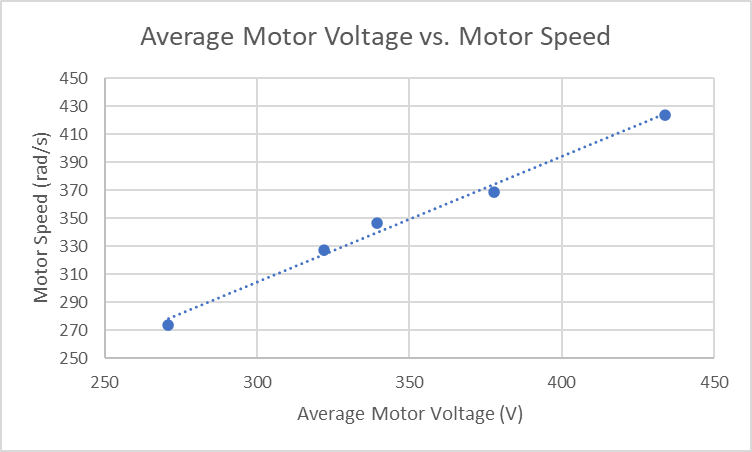 Average Motor Voltage vs. Motor Speed
450
430
410
390
370
350
330
310
290
270
250
Motor Speed (rad/s)
250 300 350 400 450
Average Motor Voltage (V)